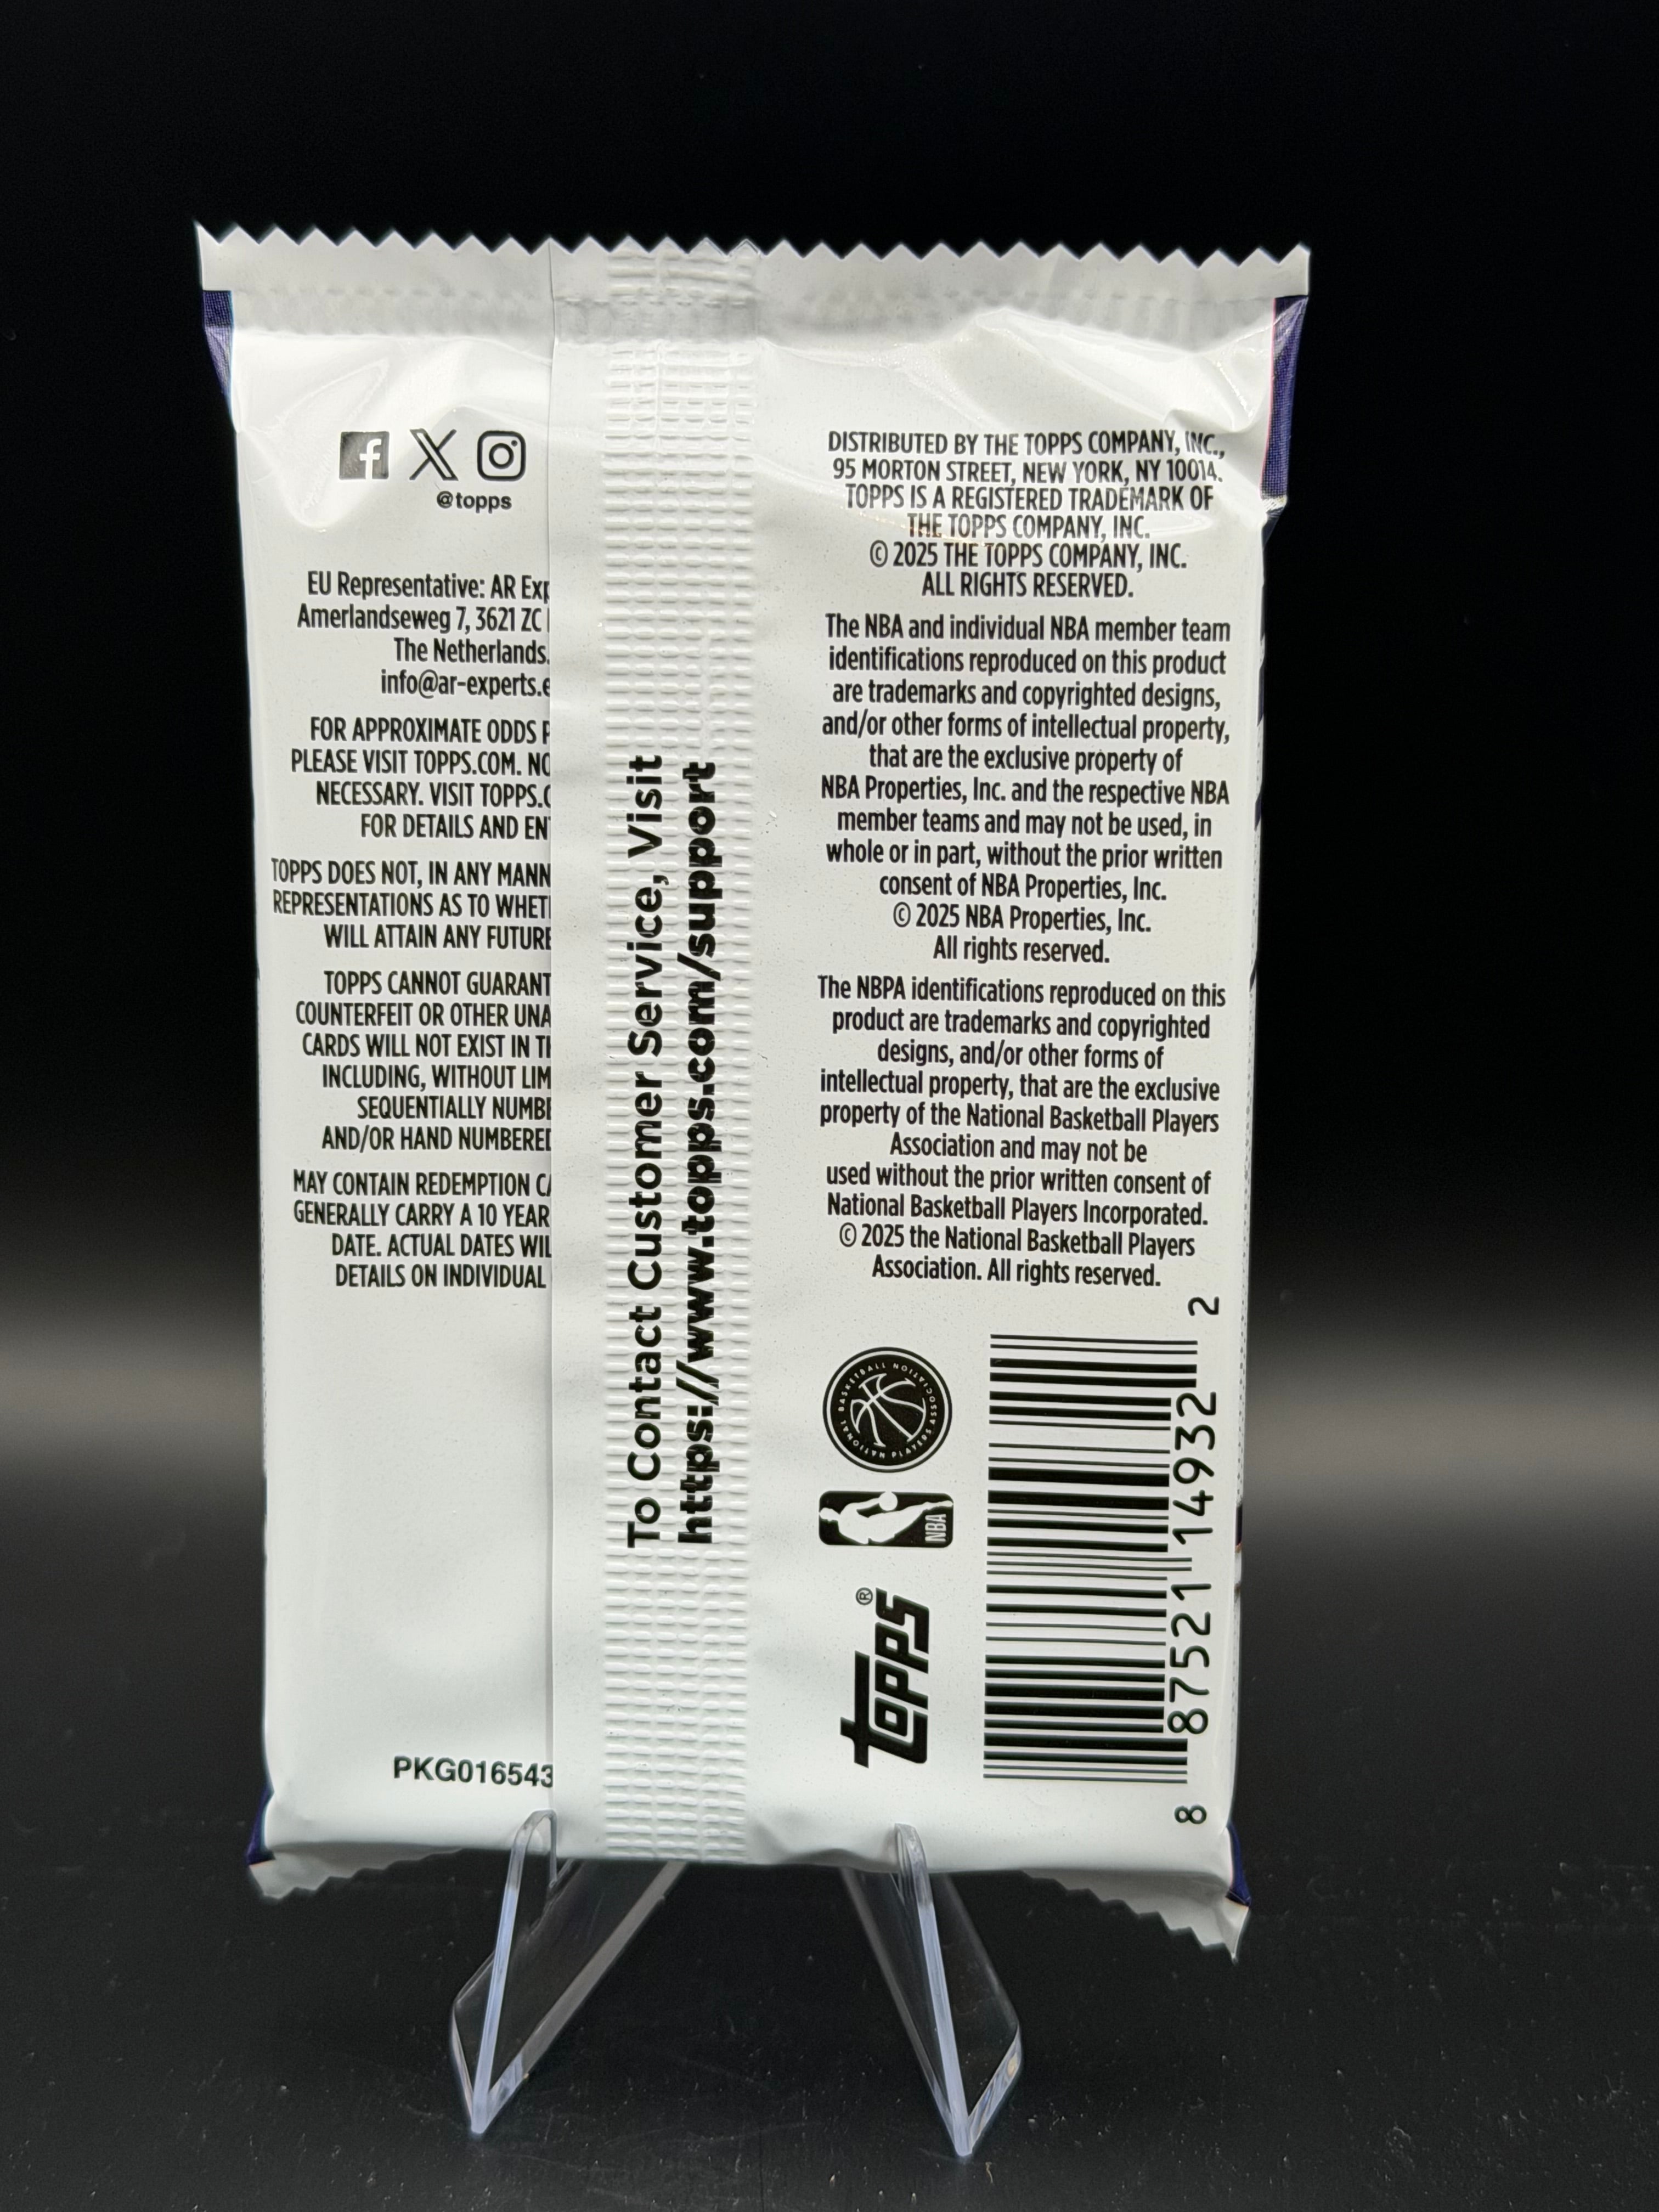 @topps
EU Representative: AR Exp
Amerlandseweg 7, 3621 ZC
The Netherlands.
info@ar-experts.e
FOR APPROXIMATE ODDS P
PLEASE VISIT TOPPS.COM. NO
NECESSARY. VISIT TOPPS.C
FOR DETAILS AND EN
TOPPS DOES NOT, IN ANY MANN
REPRESENTATIONS AS TO WHET
WILL ATTAIN ANY FUTURE
TOPPS CANNOT GUARANT
COUNTERFEIT OR OTHER UNA
CARDS WILL NOT EXIST IN TH
INCLUDING, WITHOUT LIM
SEQUENTIALLY NUMBE
AND/OR HAND NUMBERED
MAY CONTAIN REDEMPTION CA
GENERALLY CARRY A 10 YEAR
DATE. ACTUAL DATES WIL
DETAILS ON INDIVIDUAL
PKG016543
To Contact Customer Service, Visit
https://www.topps.com/support
DISTRIBUTED BY THE TOPPS COMPANY, INC.,
95 MORTON STREET, NEW YORK, NY 10014.
TOPPS IS A REGISTERED TRADEMARK OF
THE TOPPS COMPANY, INC.
© 2025 THE TOPPS COMPANY, INC.
ALL RIGHTS RESERVED.
The NBA and individual NBA member team
identifications reproduced on this product
are trademarks and copyrighted designs,
and/or other forms of intellectual property,
that are the exclusive property of
NBA Properties, Inc. and the respective NBA
member teams and may not be used, in
whole or in part, without the prior written
consent of NBA Properties, Inc.
© 2025 NBA Properties, Inc.
All rights reserved.
The NBPA identifications reproduced on this
product are trademarks and copyrighted
designs, and/or other forms of
intellectual property, that are the exclusive
property of the National Basketball Players
Association and may not be
used without the prior written consent of
National Basketball Players Incorporated.
© 2025 the National Basketball Players
Association. All rights reserved.
NATIONAL BASKETBALL PLAYERS ASSOCIATION
NBA
topps®
8 87521 14932 2